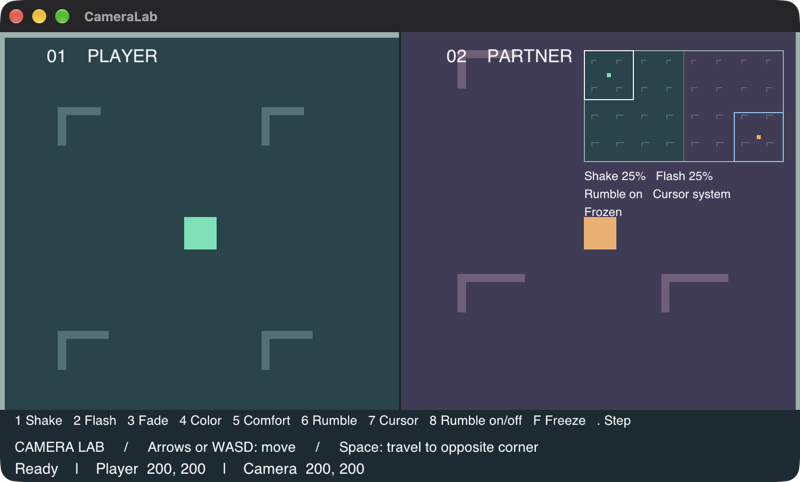 CameraLab
01 PLAYER
02 PARTNER
Shake 25% Flash 25%
Rumble on Cursor system
Frozen
1 Shake 2 Flash 3 Fade 4 Color 5 Comfort 6 Rumble 7 Cursor 8 Rumble on/off F Freeze . Step
CAMERA LAB / Arrows or WASD: move / Space: travel to opposite corner
Ready | Player 200, 200 | Camera 200, 200